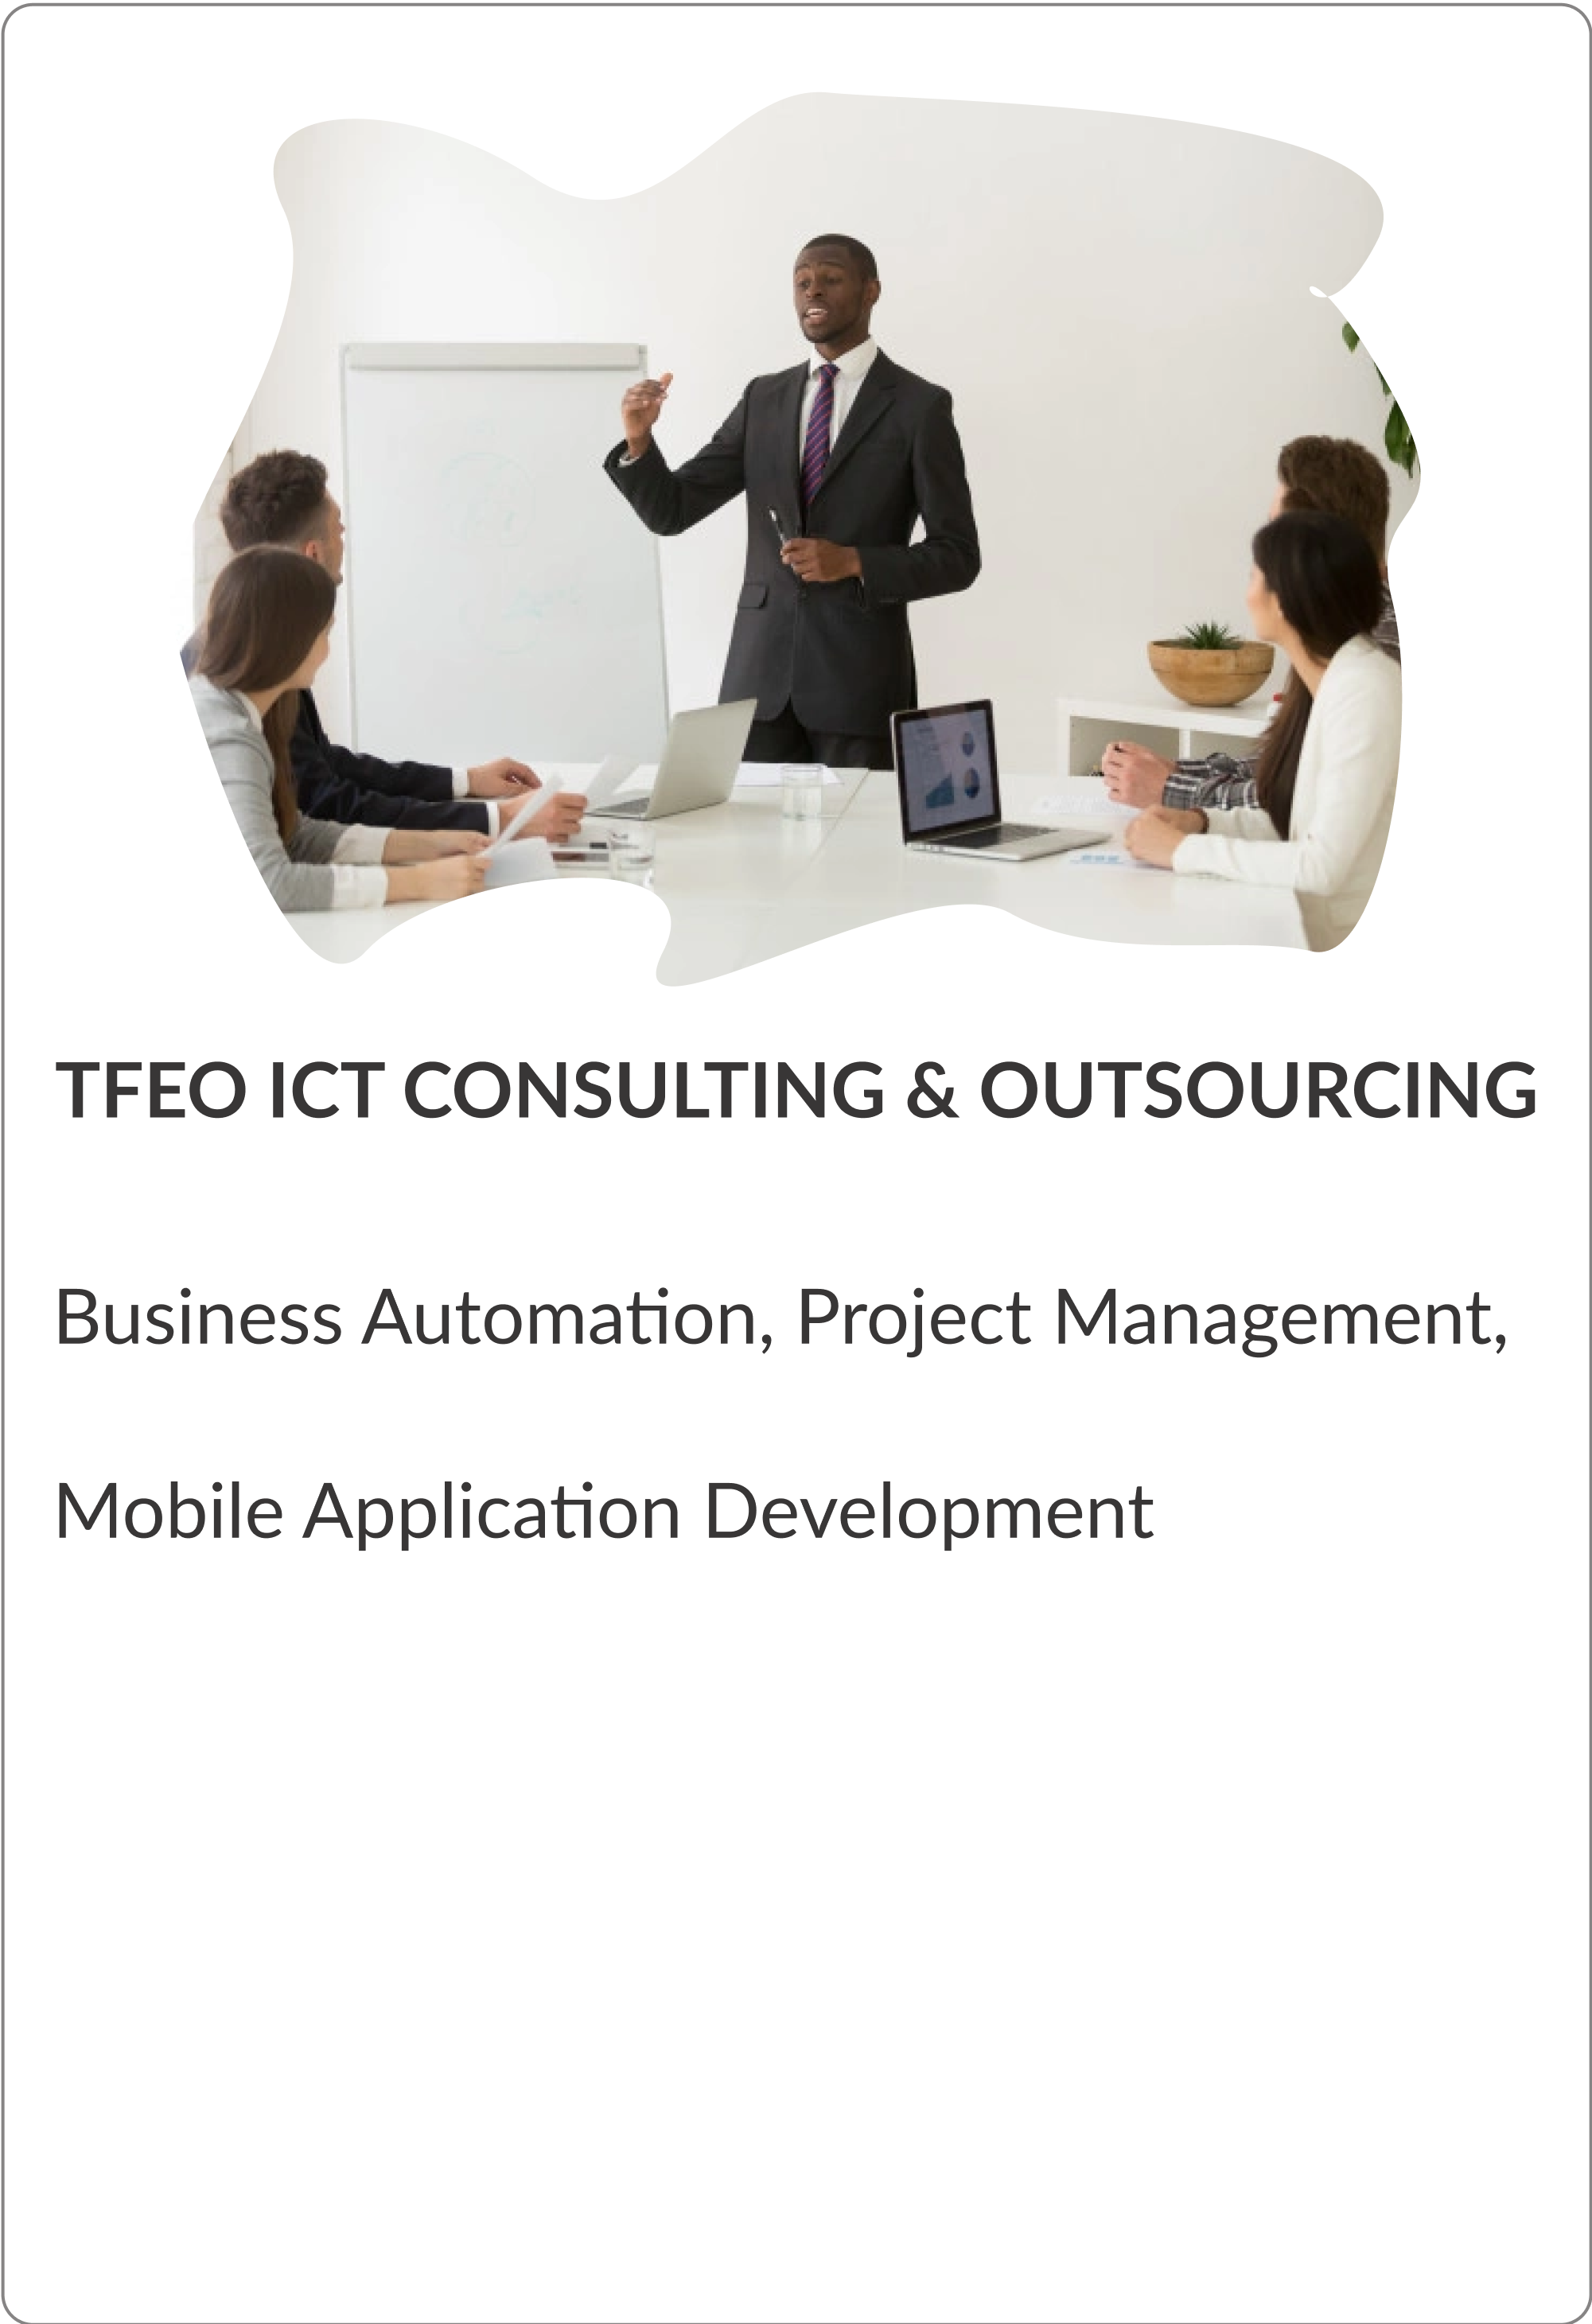 TFEO ICT CONSULTING & OUTSOURCING
Business Automation, Project Management,
Mobile Application Development